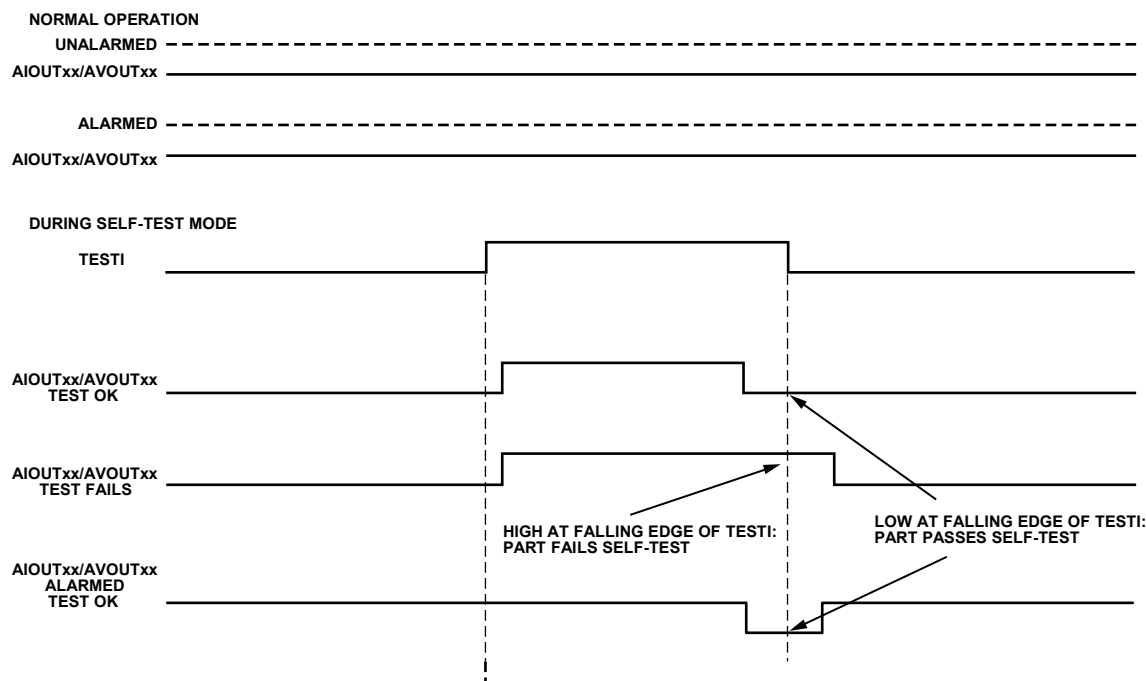 NORMAL OPERATION
UNALARMED
AIOUTxx/AVOUTxx
ALARMED
AIOUTxx/AVOUTxx
DURING SELF-TEST MODE
TESTI
AIOUTxx/AVOUTxx
TEST OK
AIOUTxx/AVOUTxx
TEST FAILS
HIGH AT FALLING EDGE OF TESTI:
PART FAILS SELF-TEST
LOW AT FALLING EDGE OF TESTI:
PART PASSES SELF-TEST
AIOUTxx/AVOUTxx
ALARMED
TEST OK